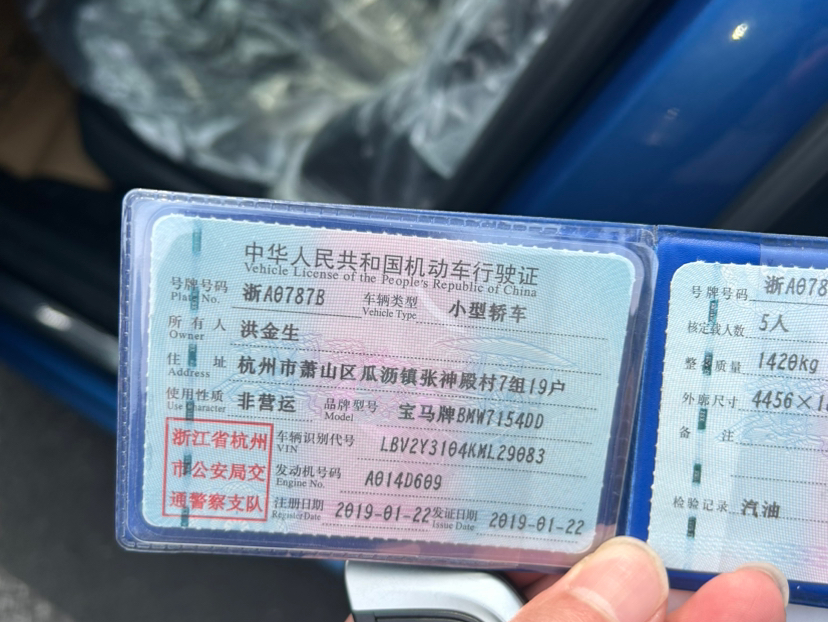 中华人民共和国机动车行驶证
Vehicle License of the People's Republic of China
号牌号码 浙A0787B 车辆类型 小型轿车
Plate No. Vehicle Type
所有人 洪金生
Owner
住址 杭州市萧山区瓜沥镇张神殿村7组19户
Address
使用性质 非营运 品牌型号 宝马牌BMW7154DD
Use Character Model
浙江省杭州
市公安局交
通警察支队
车辆识别代号 LBV2Y3104KML29083
VIN
发动机号码 A014D609
Engine No.
注册日期 2019-01-22 发证日期 2019-01-22
Register Date Issue Date
号牌号码 浙A078
核定载人数 5人
整备质量 1420kg
外廓尺寸 4456×1
备注
检验记录 汽油